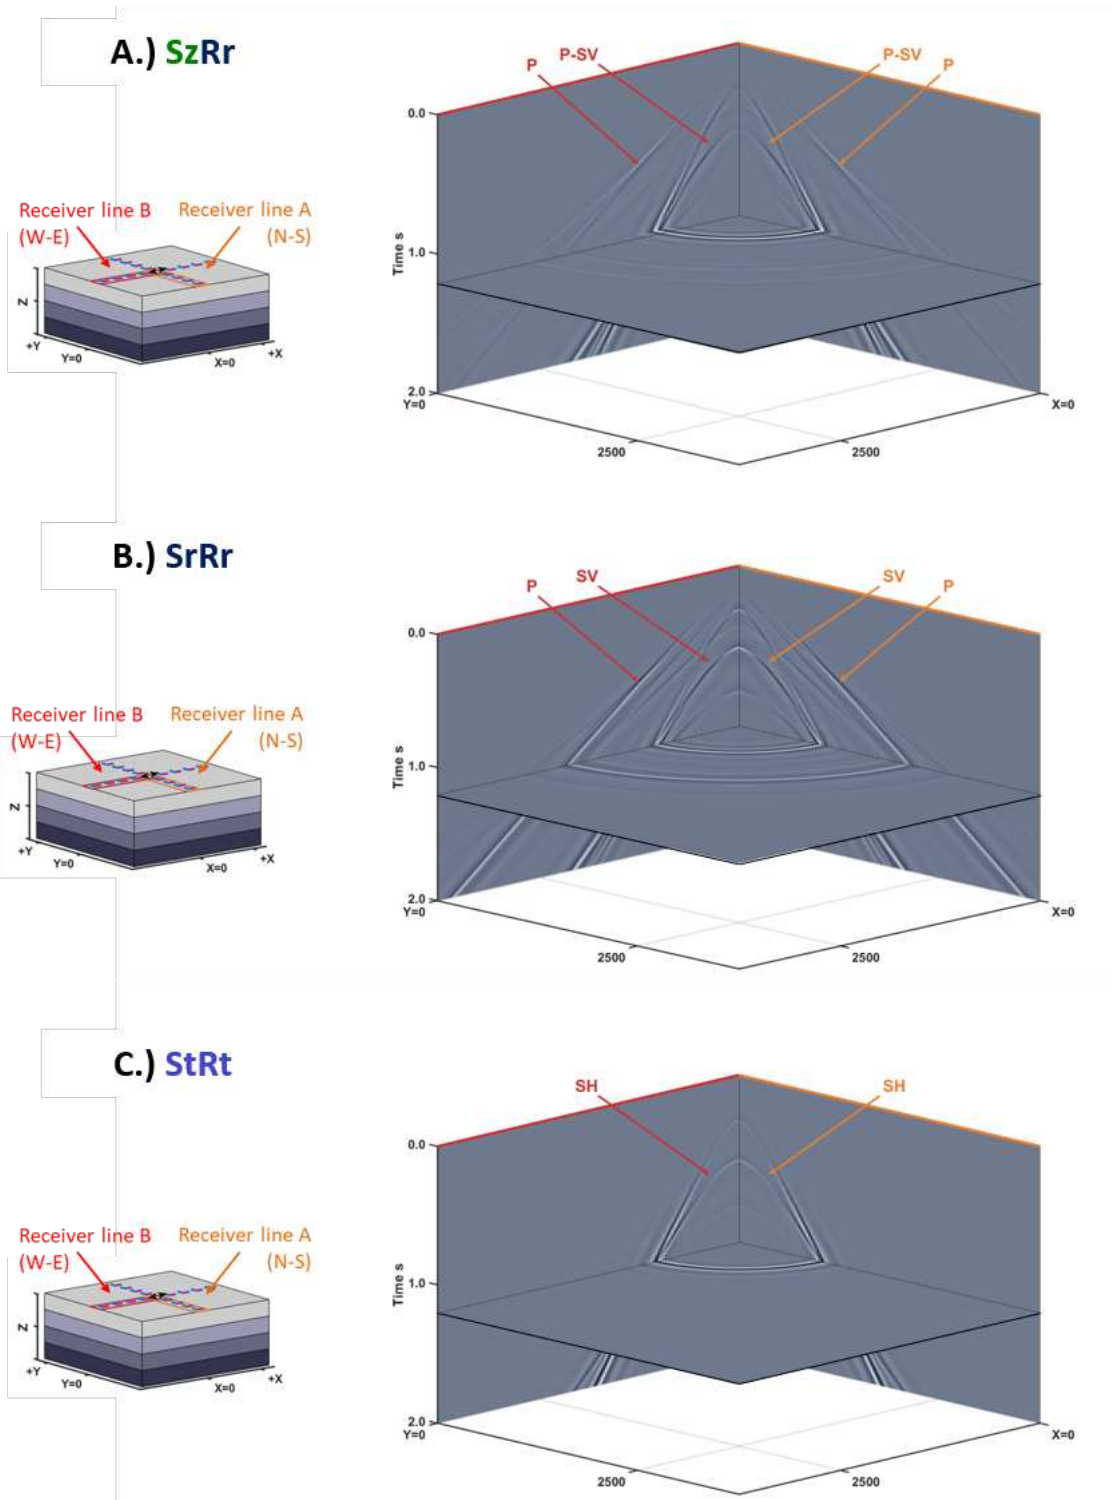 A.) SzRr
P
P-SV
P-SV
P
0.0
Time s
1.0
2.0
Y=0
2500
2500
X=0
Receiver line B
(W-E)
Receiver line A
(N-S)
Z
+Y
Y=0
X=0
+X
B.) SrRr
P
SV
SV
P
0.0
Time s
1.0
2.0
Y=0
2500
2500
X=0
Receiver line B
(W-E)
Receiver line A
(N-S)
Z
+Y
Y=0
X=0
+X
C.) StRt
SH
SH
0.0
Time s
1.0
2.0
Y=0
2500
2500
X=0
Receiver line B
(W-E)
Receiver line A
(N-S)
Z
+Y
Y=0
X=0
+X